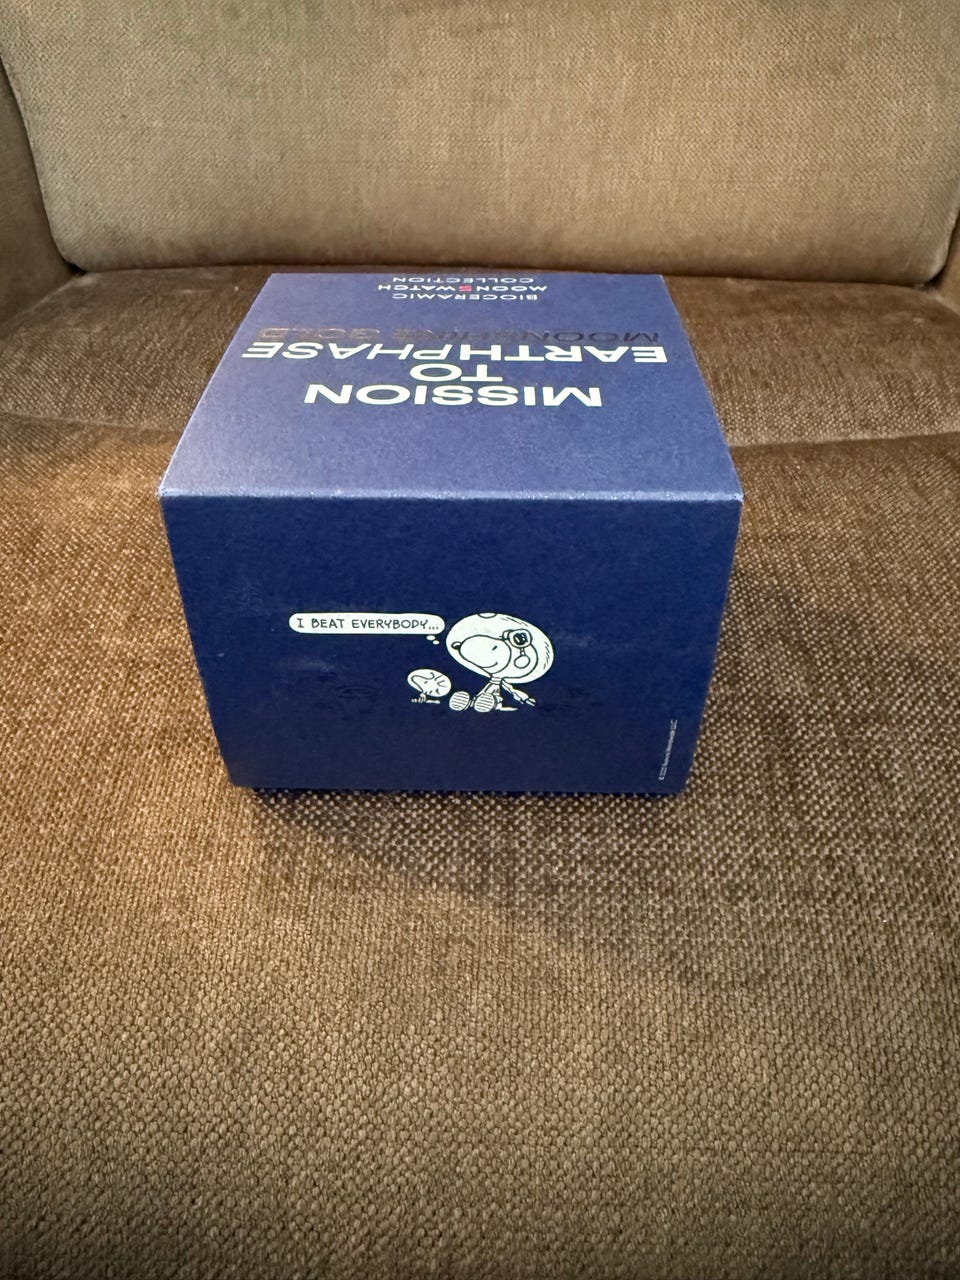 BIOCERAMIC
MOONSWATCH
COLLECTION
MISSION
TO
EARTHPHASE
MOONSHINE GOLD
I BEAT EVERYBODY...